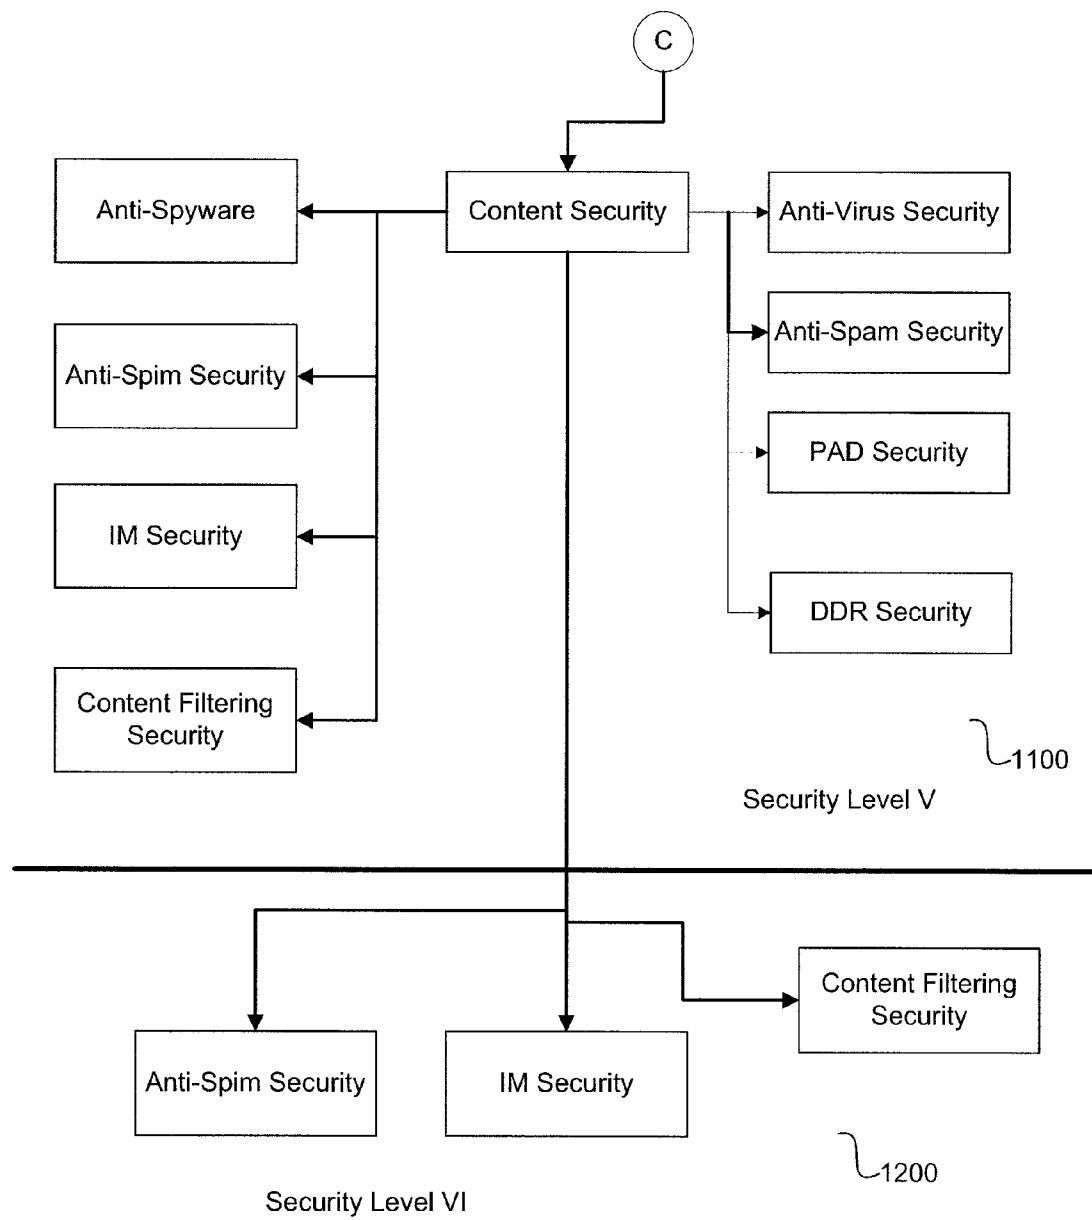 C
Anti-Spyware
Content Security
Anti-Virus Security
Anti-Spam Security
Anti-Spim Security
PAD Security
IM Security
DDR Security
Content Filtering
Security
1100
Security Level V
Content Filtering
Security
Anti-Spim Security
IM Security
1200
Security Level VI